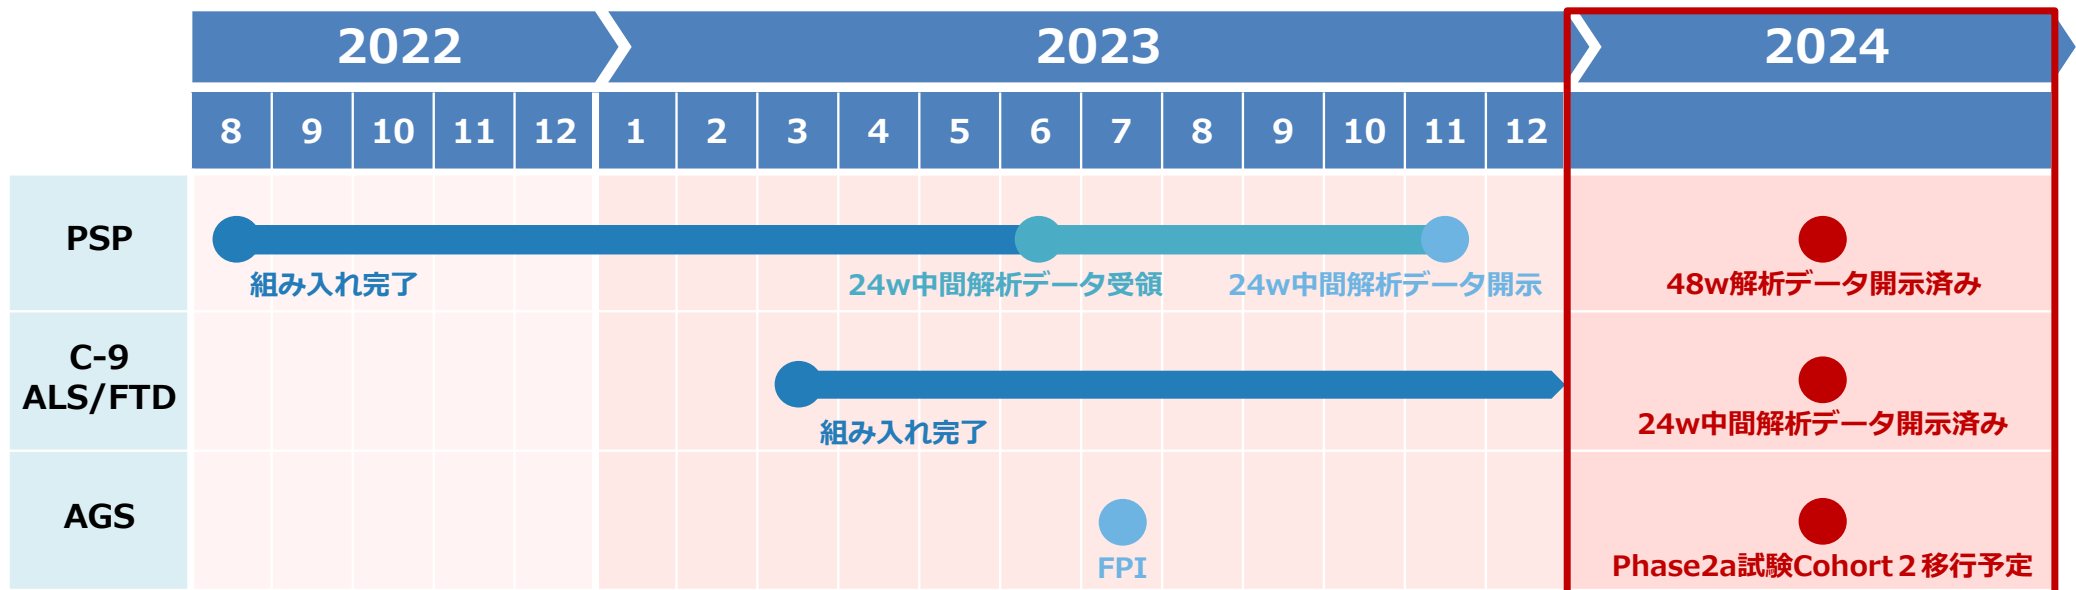 2022 2023 2024
8 9 10 11 12 1 2 3 4 5 6 7 8 9 10 11 12
PSP
組み入れ完了 24w中間解析データ受領 24w中間解析データ開示 48w解析データ開示済み
C-9
ALS/FTD
組み入れ完了 24w中間解析データ開示済み
AGS
FPI Phase2a試験Cohort２移行予定